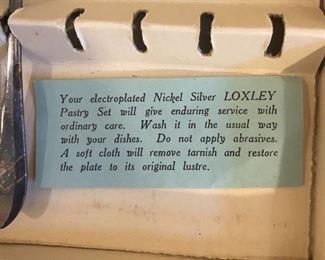 Your electroplated Nickel Silver LOXLEY
Pastry Set will give enduring service with
ordinary care. Wash it in the usual way
with your dishes. Do not apply abrasives.
A soft cloth will remove tarnish and restore
the plate to its original lustre.